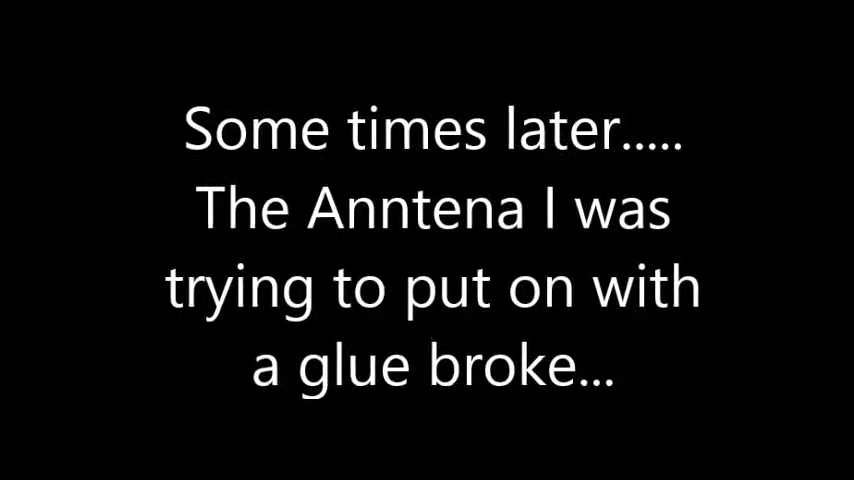 Some times later.....
The Anntena I was
trying to put on with
a glue broke...